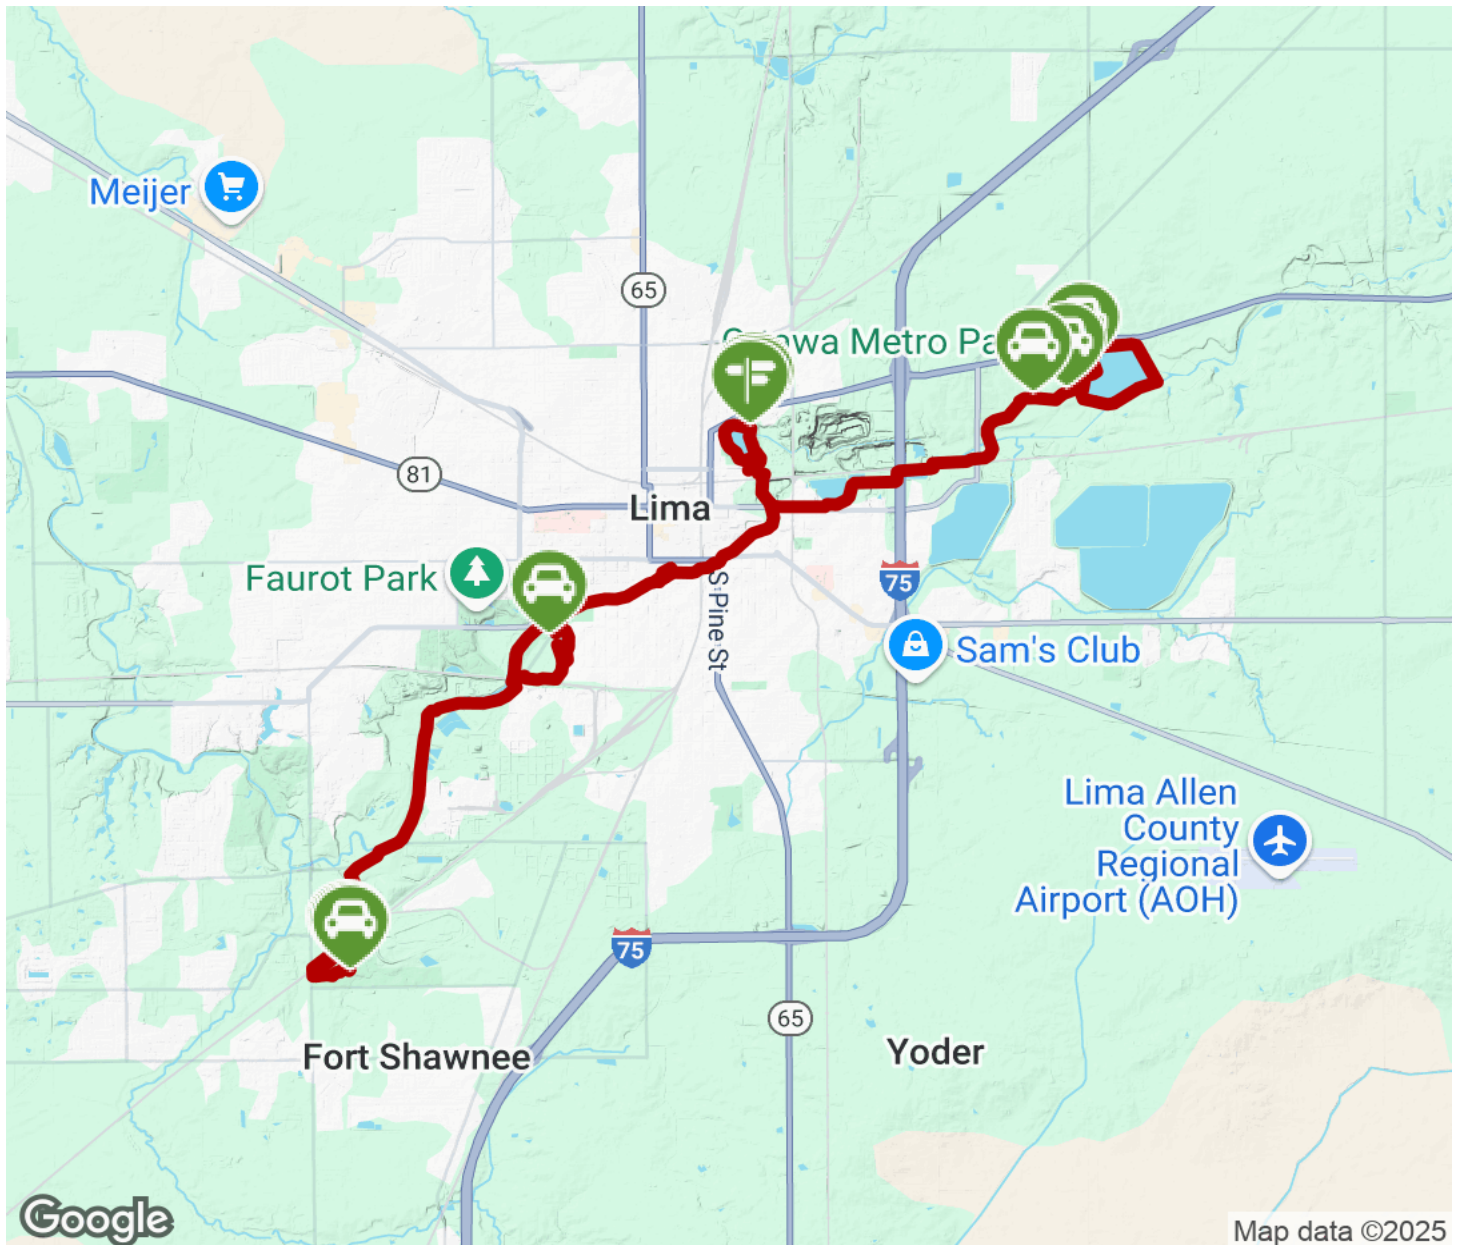 Meijer
65
Ottawa Metro Pa
81
Lima
Faurot Park
S Pine St
75
Sam's Club
Lima Allen
County
Regional
Airport (AOH)
75
65
Fort Shawnee
Yoder
Google
Map data ©2025